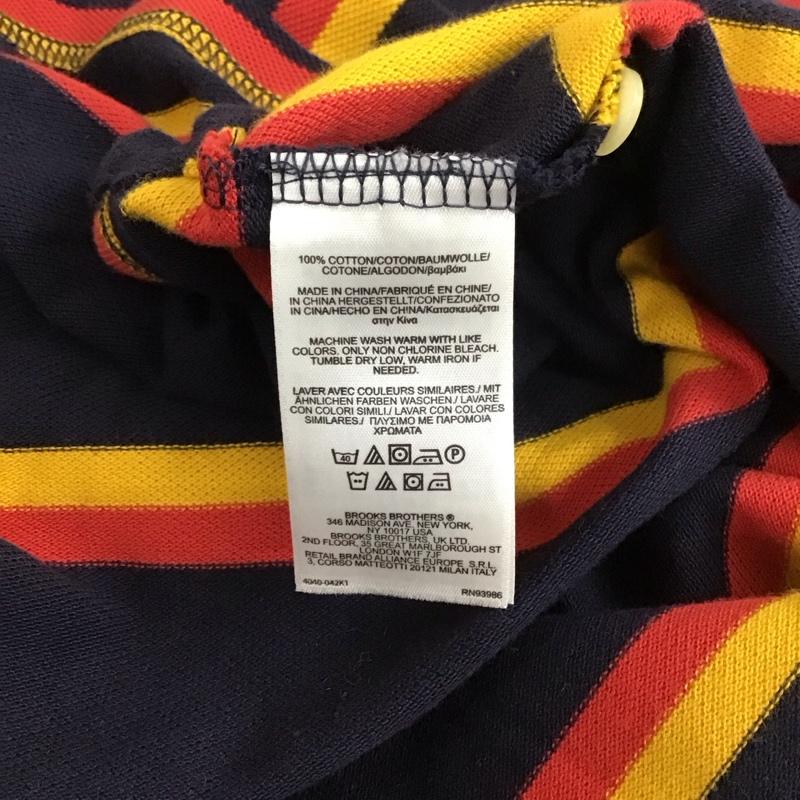 100% COTTON/COTON/BAUMWOLLE/
COTONE/ALGODON/βαμβάκι
MADE IN CHINA/FABRIQUÉ EN CHINE/
IN CHINA HERGESTELLT/CONFEZIONATO
IN CINA/HECHO EN CHINA/Κατασκευάζεται
στην Κίνα
MACHINE WASH WARM WITH LIKE
COLORS. ONLY NON CHLORINE BLEACH.
TUMBLE DRY LOW, WARM IRON IF
NEEDED.
LAVER AVEC COULEURS SIMILAIRES./ MIT
ÄHNLICHEN FARBEN WASCHEN./ LAVARE
CON COLORI SIMILI./ LAVAR CON COLORES
SIMILARES./ ΠΛΥΣΙΜΟ ΜΕ ΠΑΡΟΜΟΙΑ
ΧΡΩΜΑΤΑ
40 P
BROOKS BROTHERS ®
346 MADISON AVE. NEW YORK,
NY 10017 USA
BROOKS BROTHERS, UK LTD.
2ND FLOOR, 35 GREAT MARLBOROUGH ST
LONDON W1F 7JF
RETAIL BRAND ALLIANCE EUROPE S.R.L.
3, CORSO MATTEOTTI 20121 MILAN ITALY
4040-042K1
RN93986